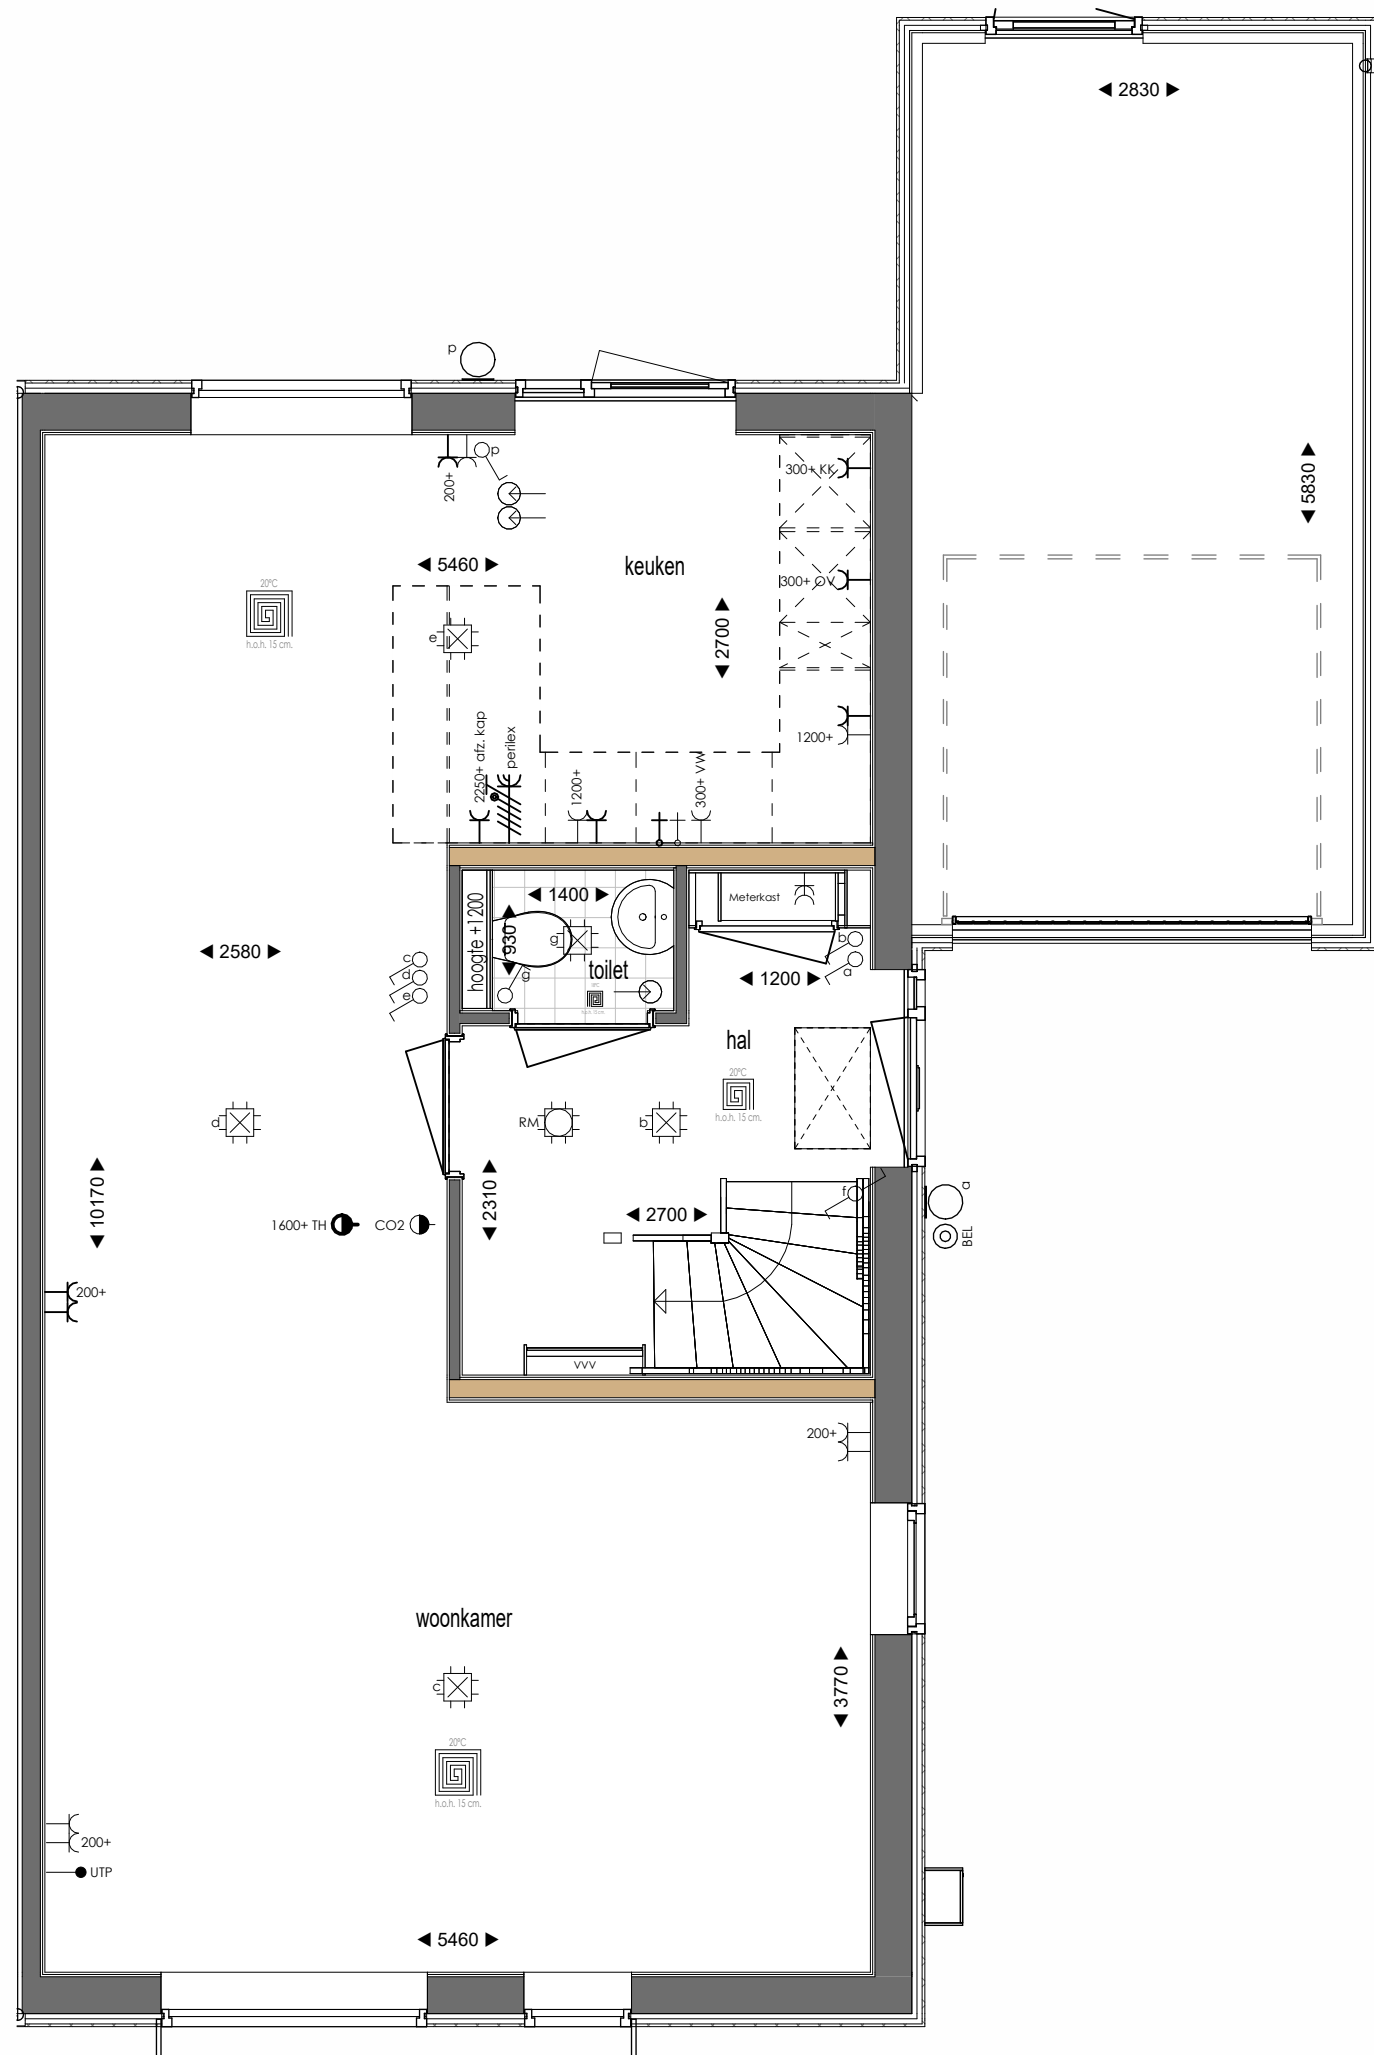 2830
p
p
200+
300+ KK
5830
5460
keuken
300+ OV
20°C
h.o.h. 15 cm.
e
2700
2250+ afz. kap
perilex
1200+
300+ VW
1200+
hoogte +1200
1400
930
g
g
toilet
Meterkast
b
a
2580
c
d
e
1200
hal
20°C
h.o.h. 15 cm.
d
RM
b
10170
2310
2700
f
a
BEL
1600+ TH
CO2
200+
VVV
200+
woonkamer
c
3770
20°C
h.o.h. 15 cm.
200+
UTP
5460